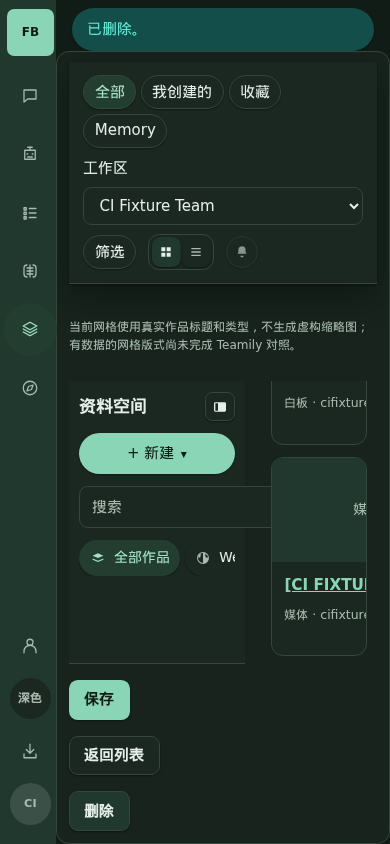 FB
已删除。
全部
我创建的
收藏
Memory
工作区
CI Fixture Team
筛选
当前网格使用真实作品标题和类型，不生成虚构缩略图；
有数据的网格版式尚未完成 Teamily 对照。
资料空间
+ 新建 ▾
搜索
全部作品
We
白板 · cifixture
媒
[CI FIXTU
媒体 · cifixture
保存
返回列表
删除
深色
CI